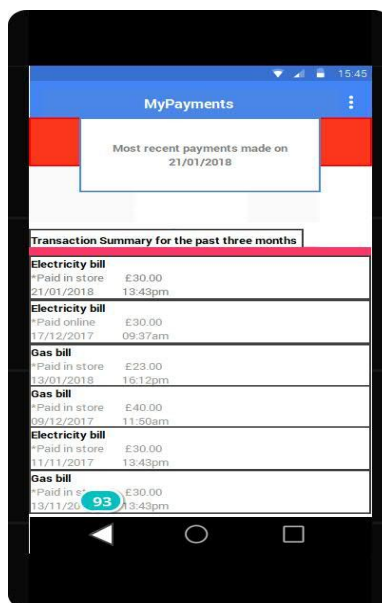 15:45
MyPayments
Most recent payments made on
21/01/2018
Transaction Summary for the past three months
Electricity bill
*Paid in store £30.00
21/01/2018 13:43pm
Electricity bill
*Paid online £30.00
17/12/2017 09:37am
Gas bill
*Paid in store £23.00
13/01/2018 16:12pm
Gas bill
*Paid in store £40.00
09/12/2017 11:50am
Electricity bill
*Paid in store £30.00
11/11/2017 13:43pm
Gas bill
*Paid in £30.00
93
13:43pm